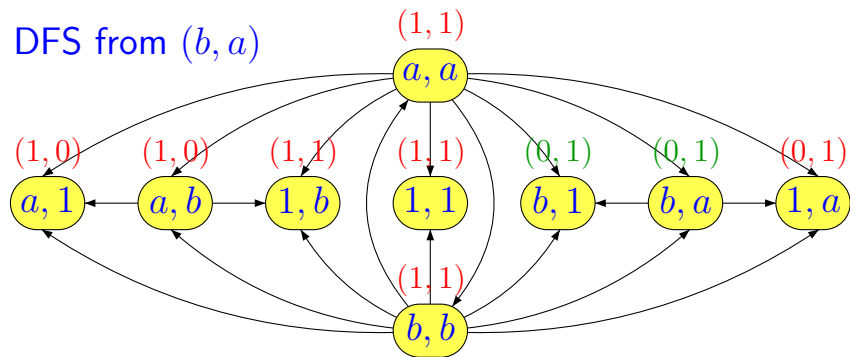 DFS from (b, a)
(1, 1)
a, a
(1, 0) (1, 0) (1, 1) (1, 1) (0, 1) (0, 1) (0, 1)
a, 1 a, b 1, b 1, 1 b, 1 b, a 1, a
(1, 1)
b, b